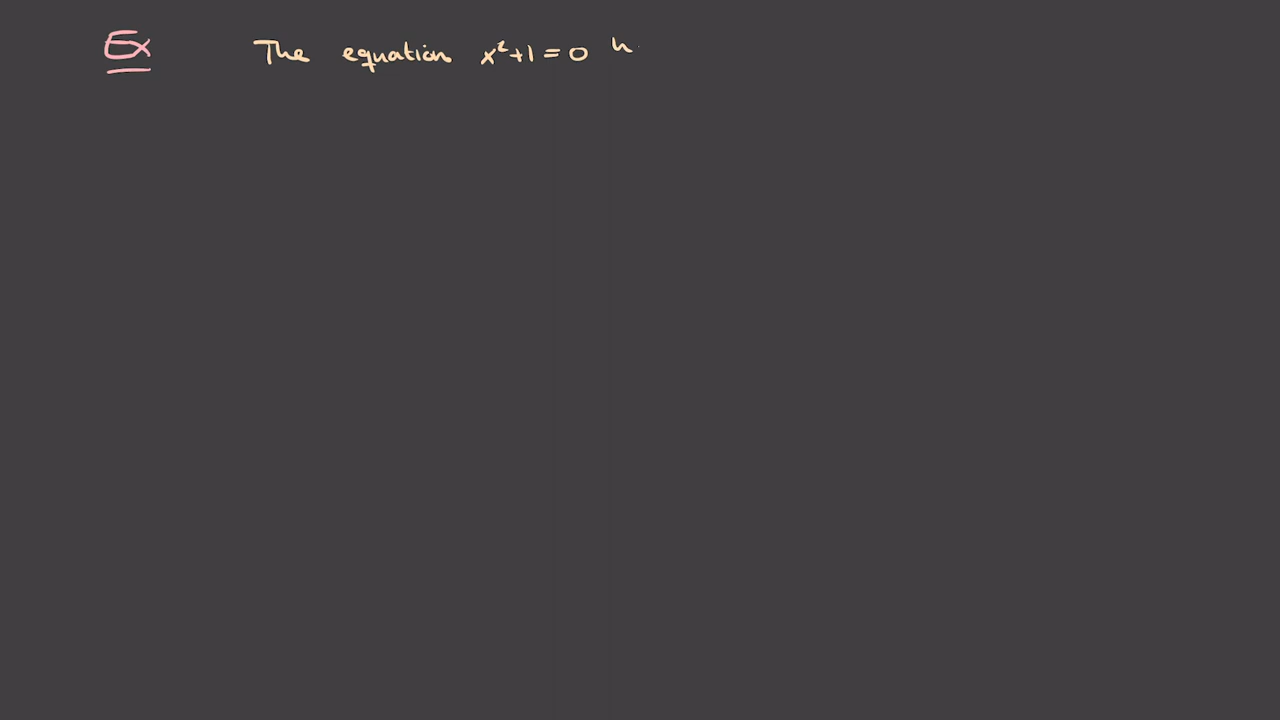 Ex The equation x²+1=0 h